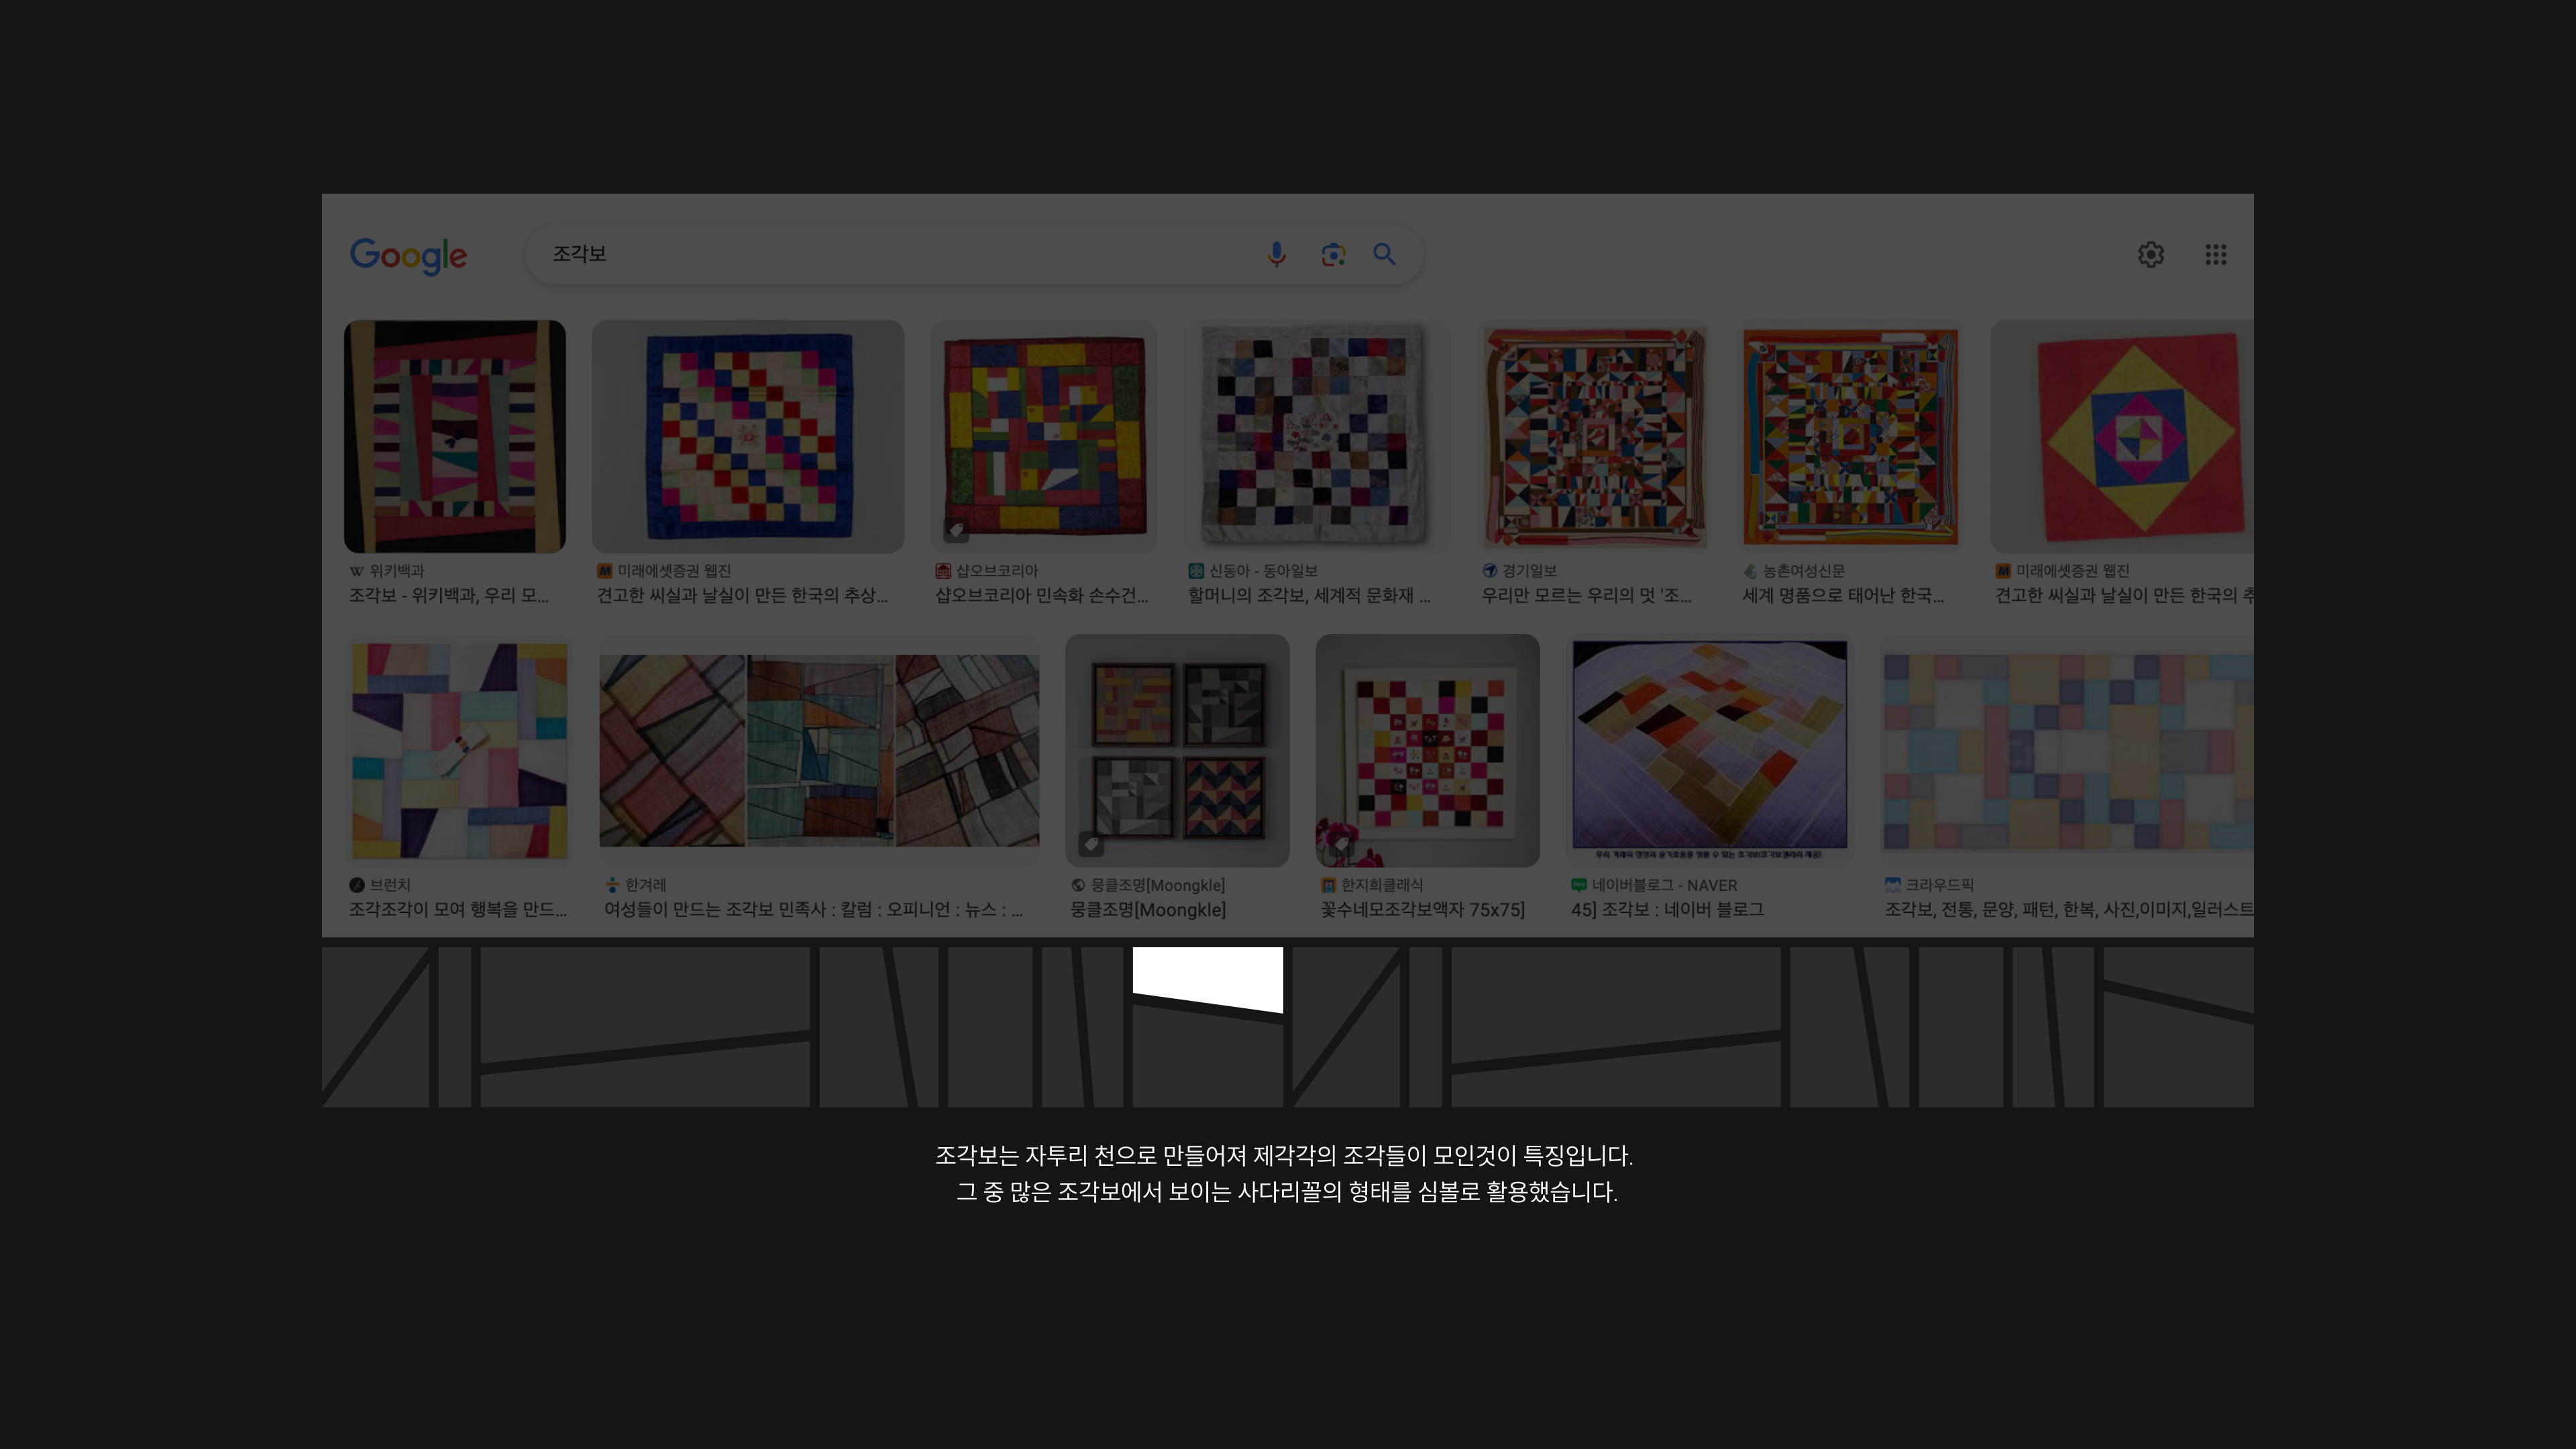 Google
조각보
위키백과
조각보 - 위키백과, 우리 모...
미래에셋증권 웹진
견고한 씨실과 날실이 만든 한국의 추상...
샵오브코리아
샵오브코리아 민속화 손수건...
신동아 - 동아일보
할머니의 조각보, 세계적 문화재 ...
경기일보
우리만 모르는 우리의 멋 '조...
농촌여성신문
세계 명품으로 태어난 한국...
미래에셋증권 웹진
견고한 씨실과 날실이 만든 한국의 추
브런치
조각조각이 모여 행복을 만드...
한겨레
여성들이 만드는 조각보 민족사 : 칼럼 : 오피니언 : 뉴스 : ...
뭉클조명[Moongkle]
뭉클조명[Moongkle]
한지희클래식
꽃수네모조각보액자 75x75]
네이버블로그 - NAVER
45] 조각보 : 네이버 블로그
크라우드픽
조각보, 전통, 문양, 패턴, 한복, 사진,이미지,일러스트
조각보는 자투리 천으로 만들어져 제각각의 조각들이 모인것이 특징입니다.
그 중 많은 조각보에서 보이는 사다리꼴의 형태를 심볼로 활용했습니다.